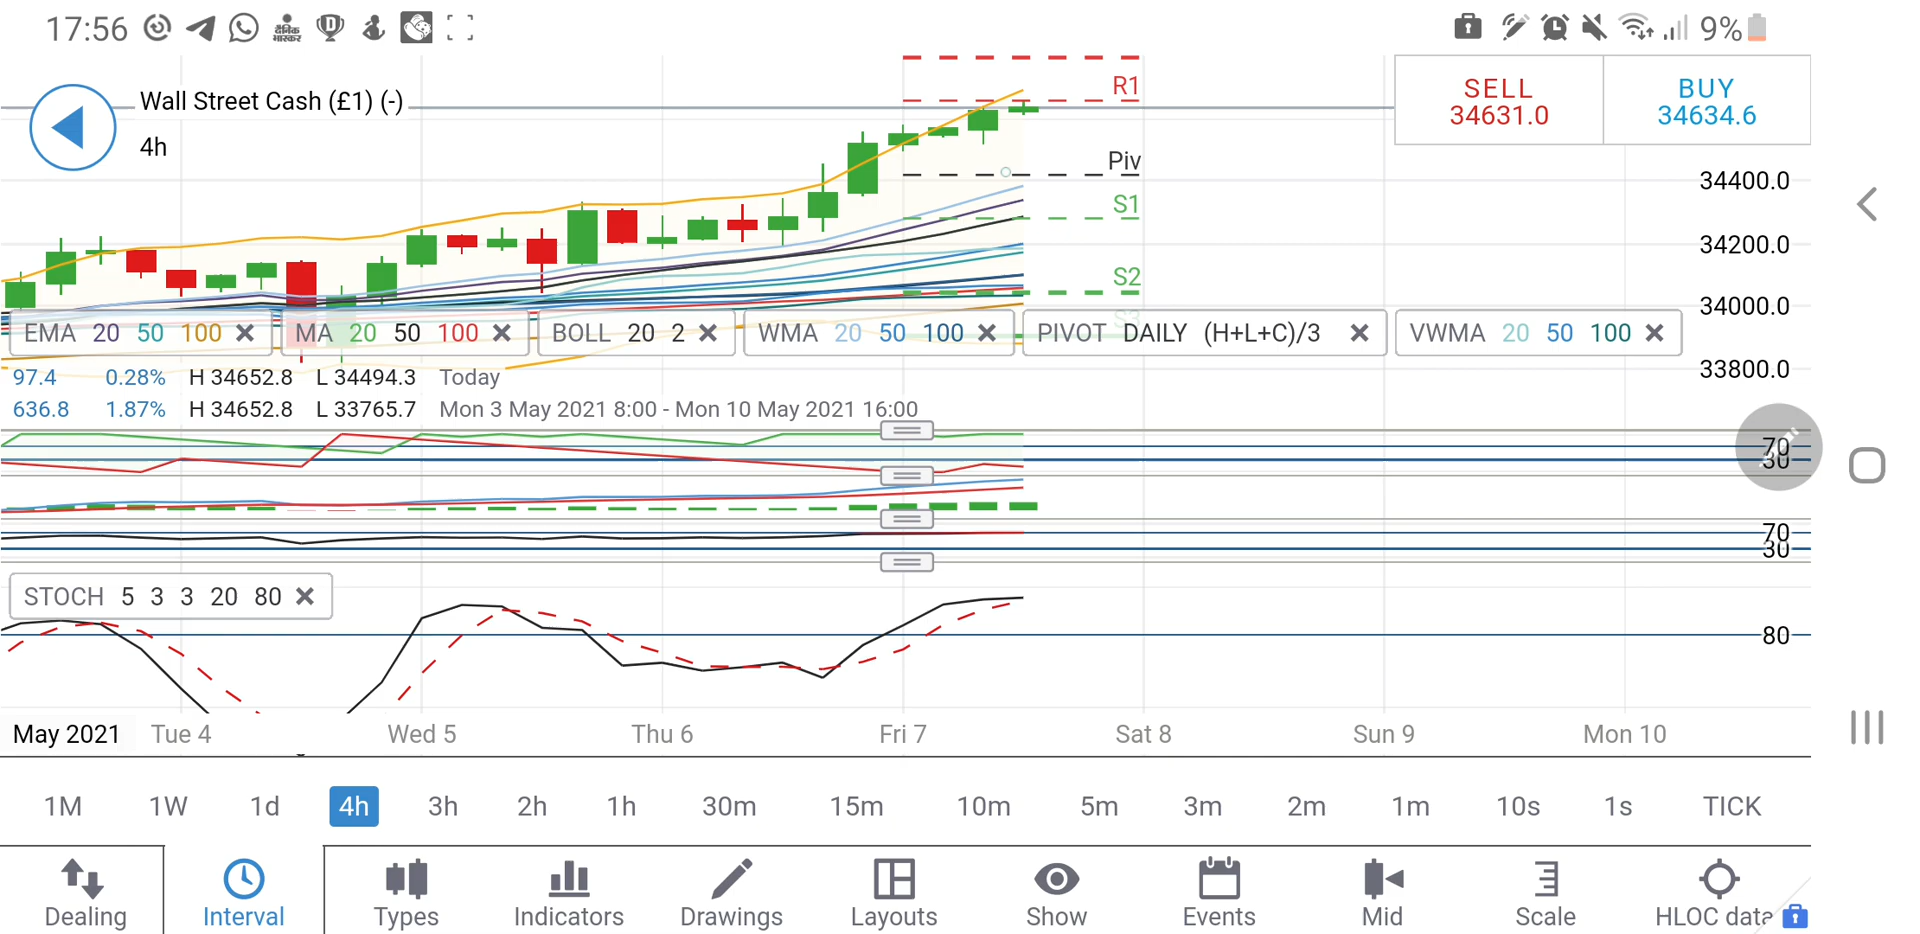 17:56
दैनिक
भास्कर
D
9%
Wall Street Cash (£1) (-)
4h
SELL
34631.0
BUY
34634.6
R1
Piv
S1
S2
S3
34400.0
34200.0
34000.0
33800.0
EMA 20 50 100
MA 20 50 100
BOLL 20 2
WMA 20 50 100
PIVOT DAILY (H+L+C)/3
VWMA 20 50 100
97.4 0.28% H 34652.8 L 34494.3 Today
636.8 1.87% H 34652.8 L 33765.7 Mon 3 May 2021 8:00 - Mon 10 May 2021 16:00
70
30
70
30
STOCH 5 3 3 20 80
80
May 2021 Tue 4 Wed 5 Thu 6 Fri 7 Sat 8 Sun 9 Mon 10
1M 1W 1d 4h 3h 2h 1h 30m 15m 10m 5m 3m 2m 1m 10s 1s TICK
Dealing Interval Types Indicators Drawings Layouts Show Events Mid Scale HLOC data